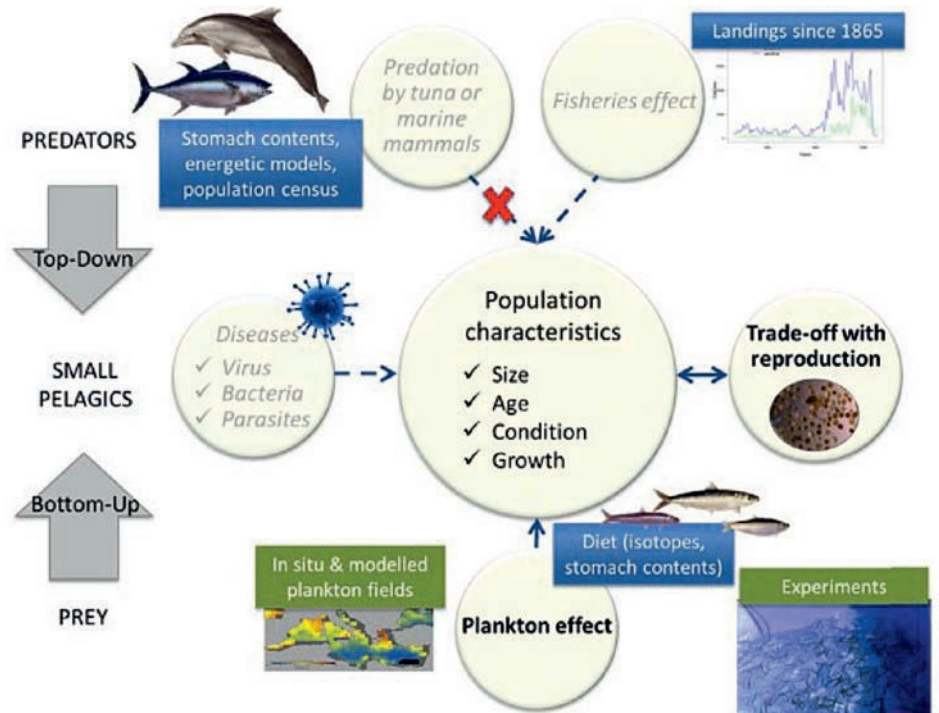 Landings since 1865
Predation
by tuna or
marine
mammals
Fisheries effect
PREDATORS
Stomach contents,
energetic models,
population census
Top-Down
Population
characteristics
✓ Size
✓ Age
✓ Condition
✓ Growth
Diseases
✓ Virus
✓ Bacteria
✓ Parasites
Trade-off with
reproduction
SMALL
PELAGICS
Bottom-Up
In situ & modelled
plankton fields
Diet (isotopes,
stomach contents)
Experiments
PREY
Plankton effect